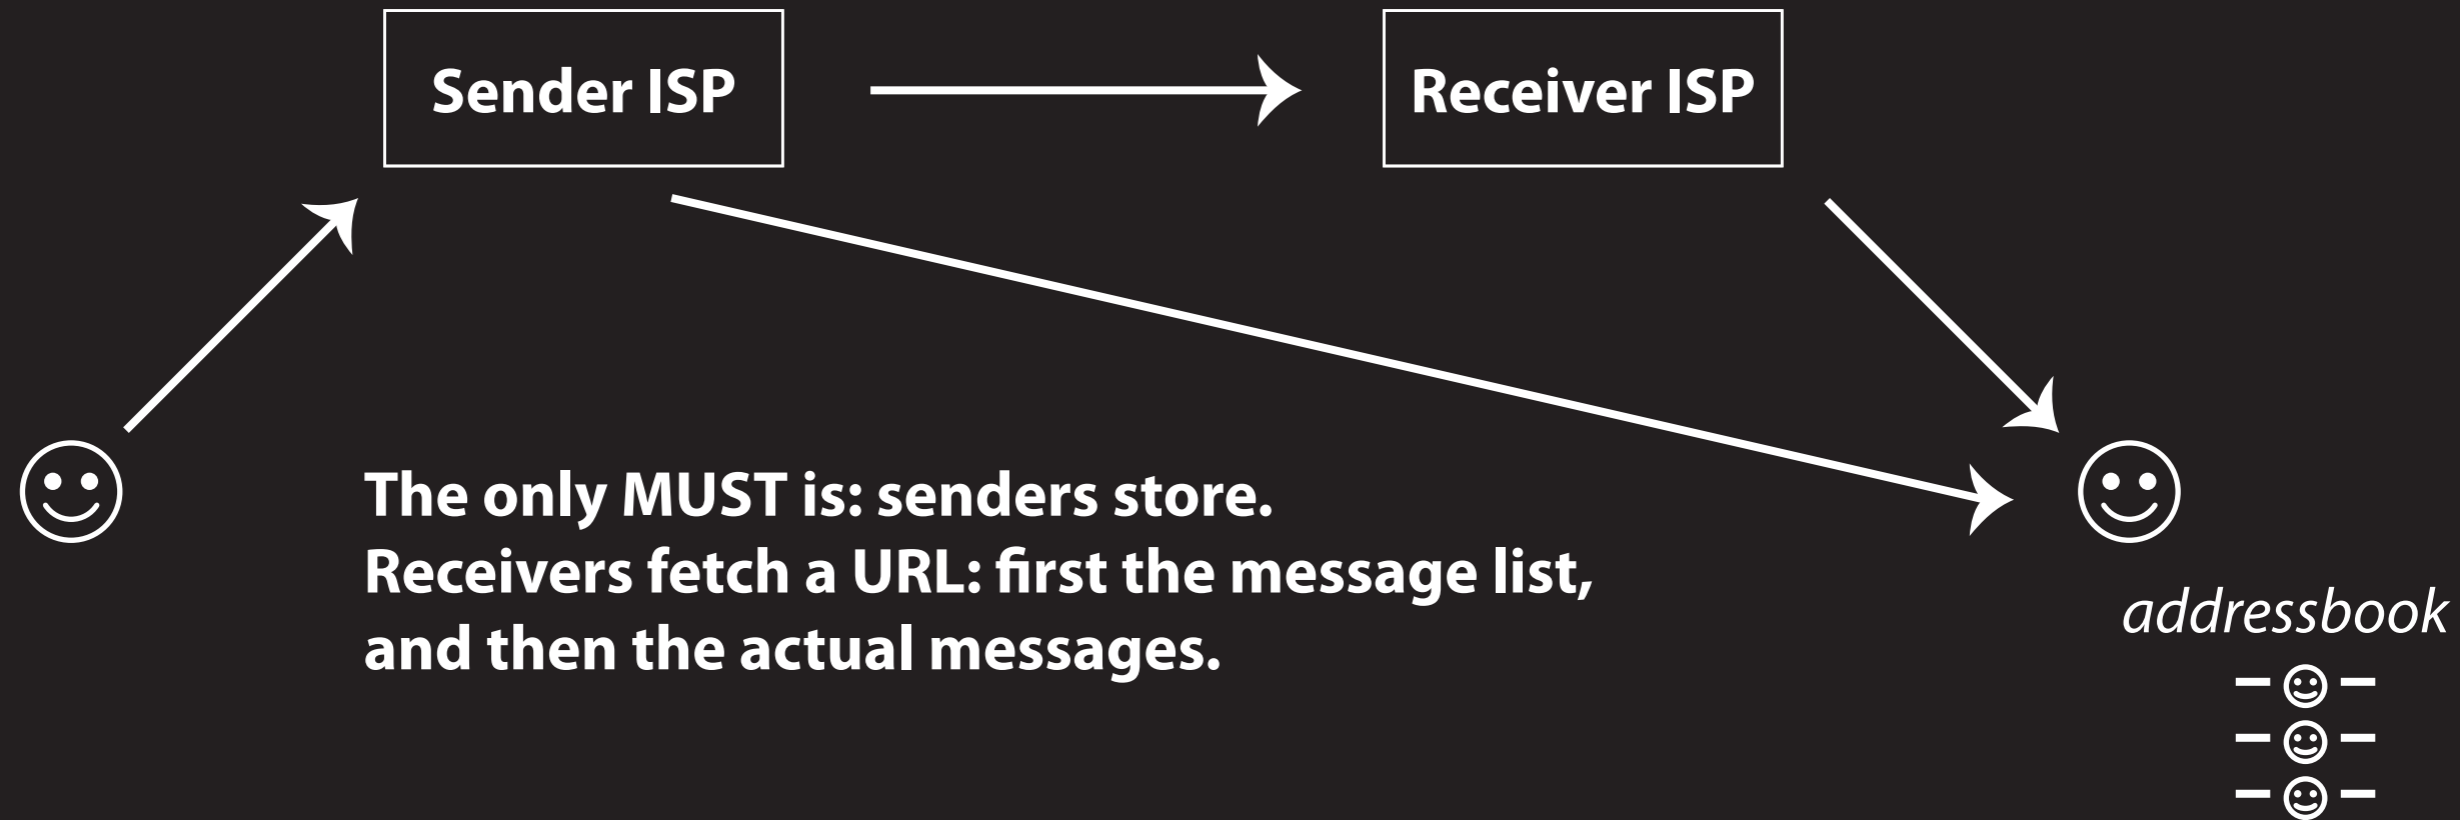 Sender ISP
Receiver ISP
The only MUST is: senders store.
Receivers fetch a URL: first the message list,
and then the actual messages.
addressbook